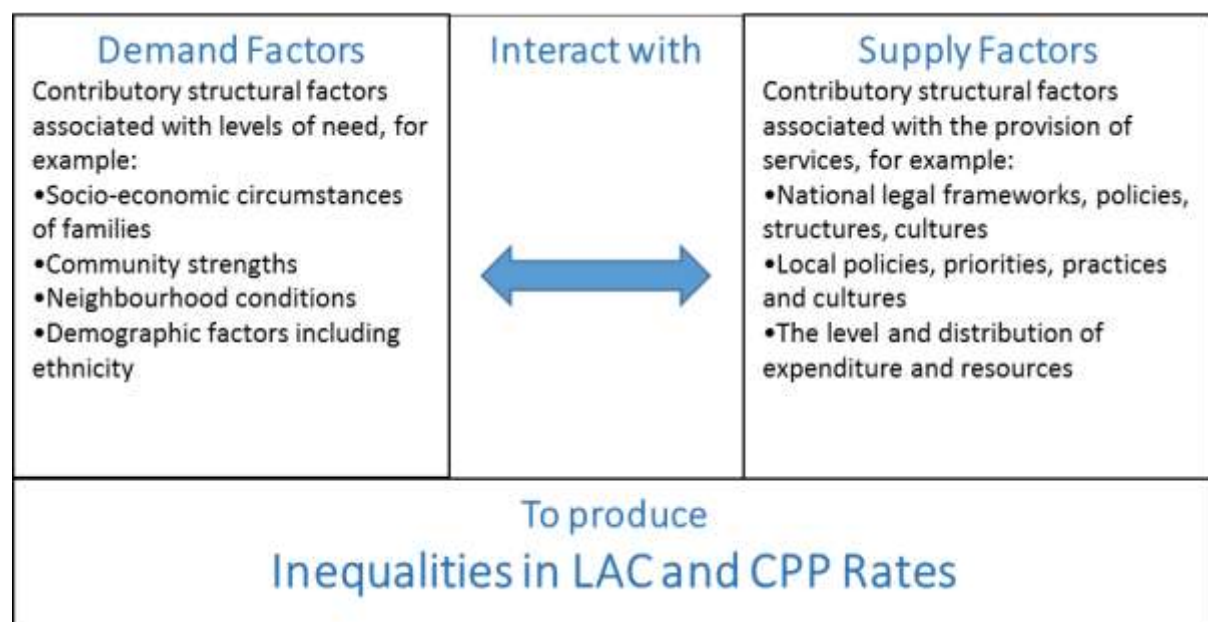 Demand Factors
Contributory structural factors
associated with levels of need, for
example:
•Socio-economic circumstances
of families
•Community strengths
•Neighbourhood conditions
•Demographic factors including
ethnicity
Interact with
Supply Factors
Contributory structural factors
associated with the provision of
services, for example:
•National legal frameworks, policies,
structures, cultures
•Local policies, priorities, practices
and cultures
•The level and distribution of
expenditure and resources
To produce
Inequalities in LAC and CPP Rates